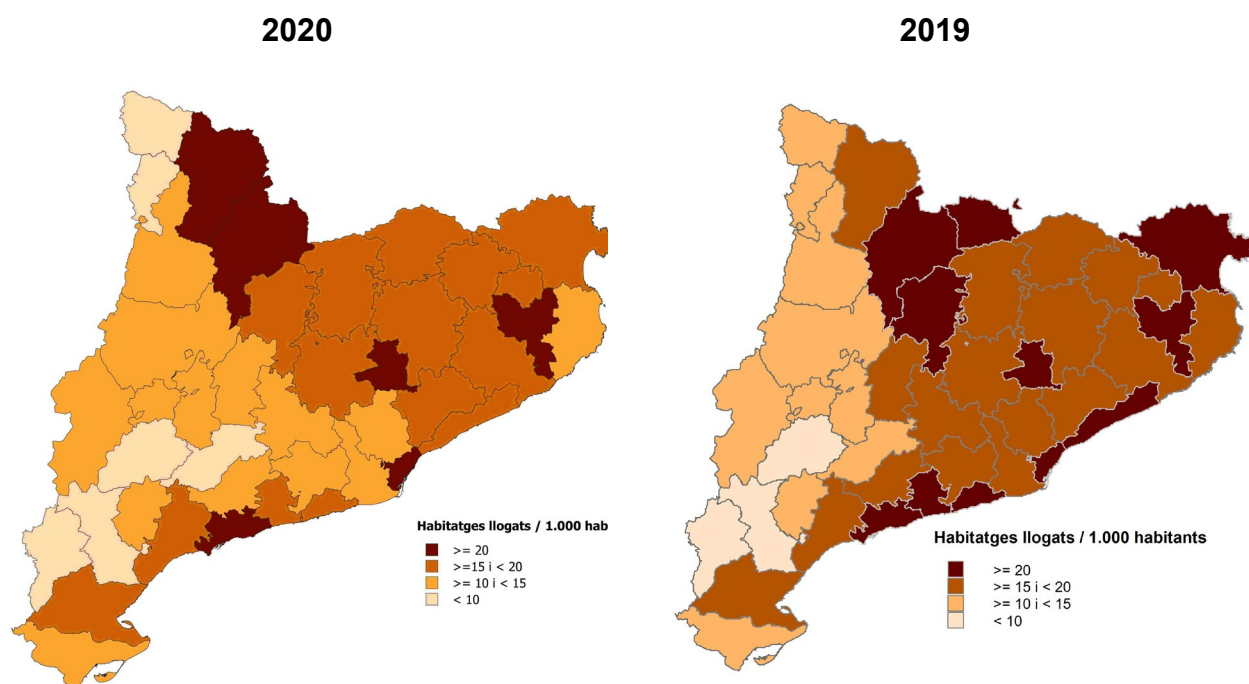 2020
2019
Habitatges llogats / 1.000 hab
>= 20
>=15 i < 20
>= 10 i < 15
< 10
Habitatges llogats / 1.000 habitants
>= 20
>= 15 i < 20
>= 10 i < 15
< 10